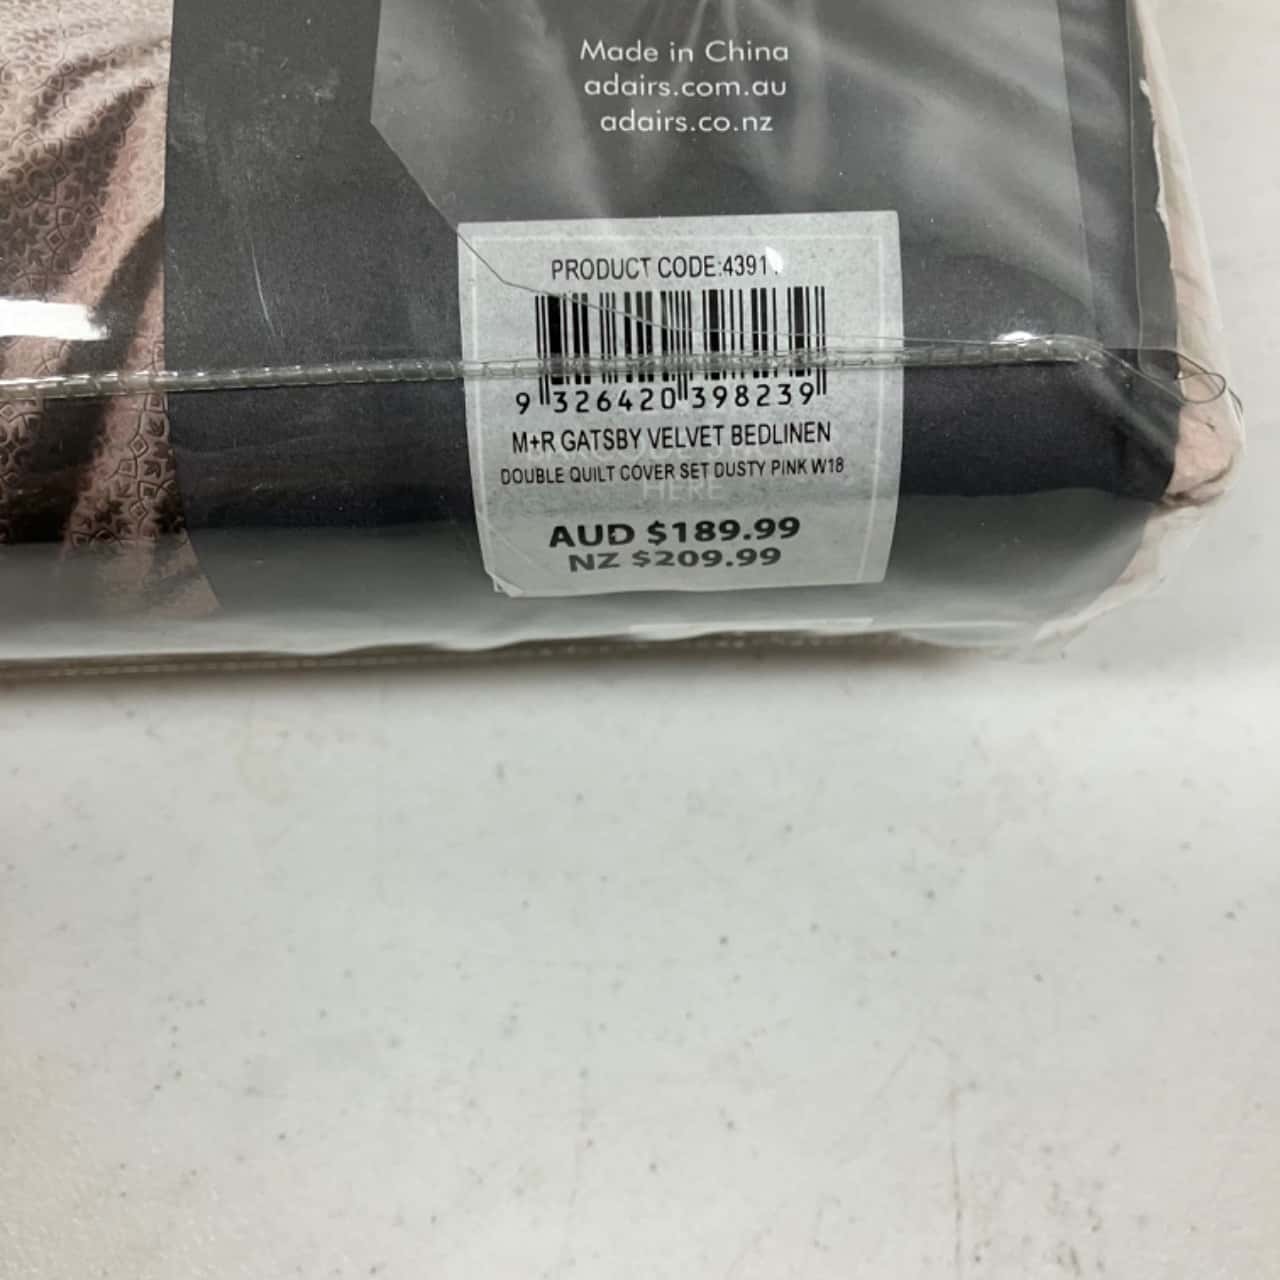 Made in China
adairs.com.au
adairs.co.nz
PRODUCT CODE:4391
9 326420 398239
M+R GATSBY VELVET BEDLINEN
DOUBLE QUILT COVER SET DUSTY PINK W18
HERE
AUD $189.99
NZ $209.99